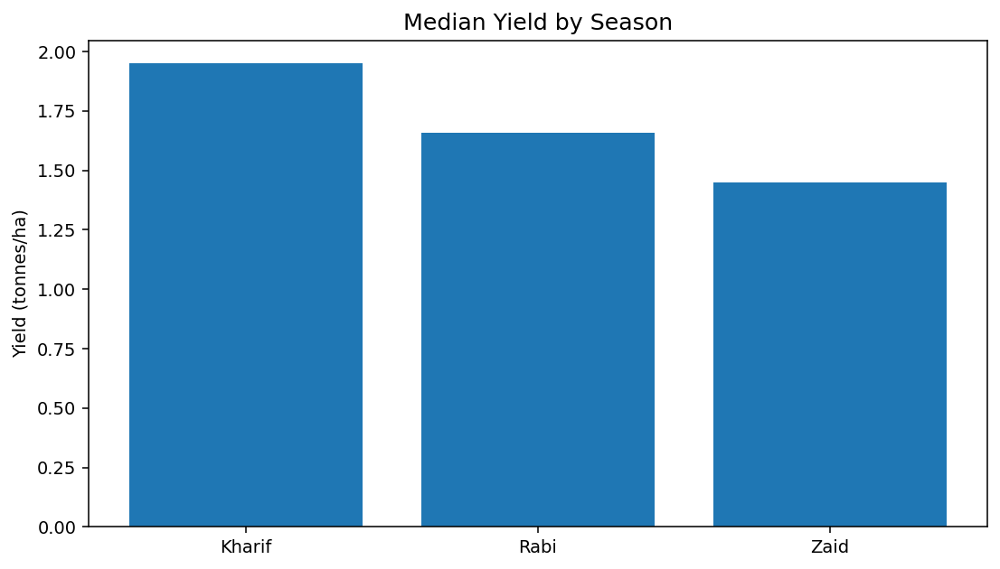 Median Yield by Season
Yield (tonnes/ha)
2.00
1.75
1.50
1.25
1.00
0.75
0.50
0.25
0.00
Kharif
Rabi
Zaid